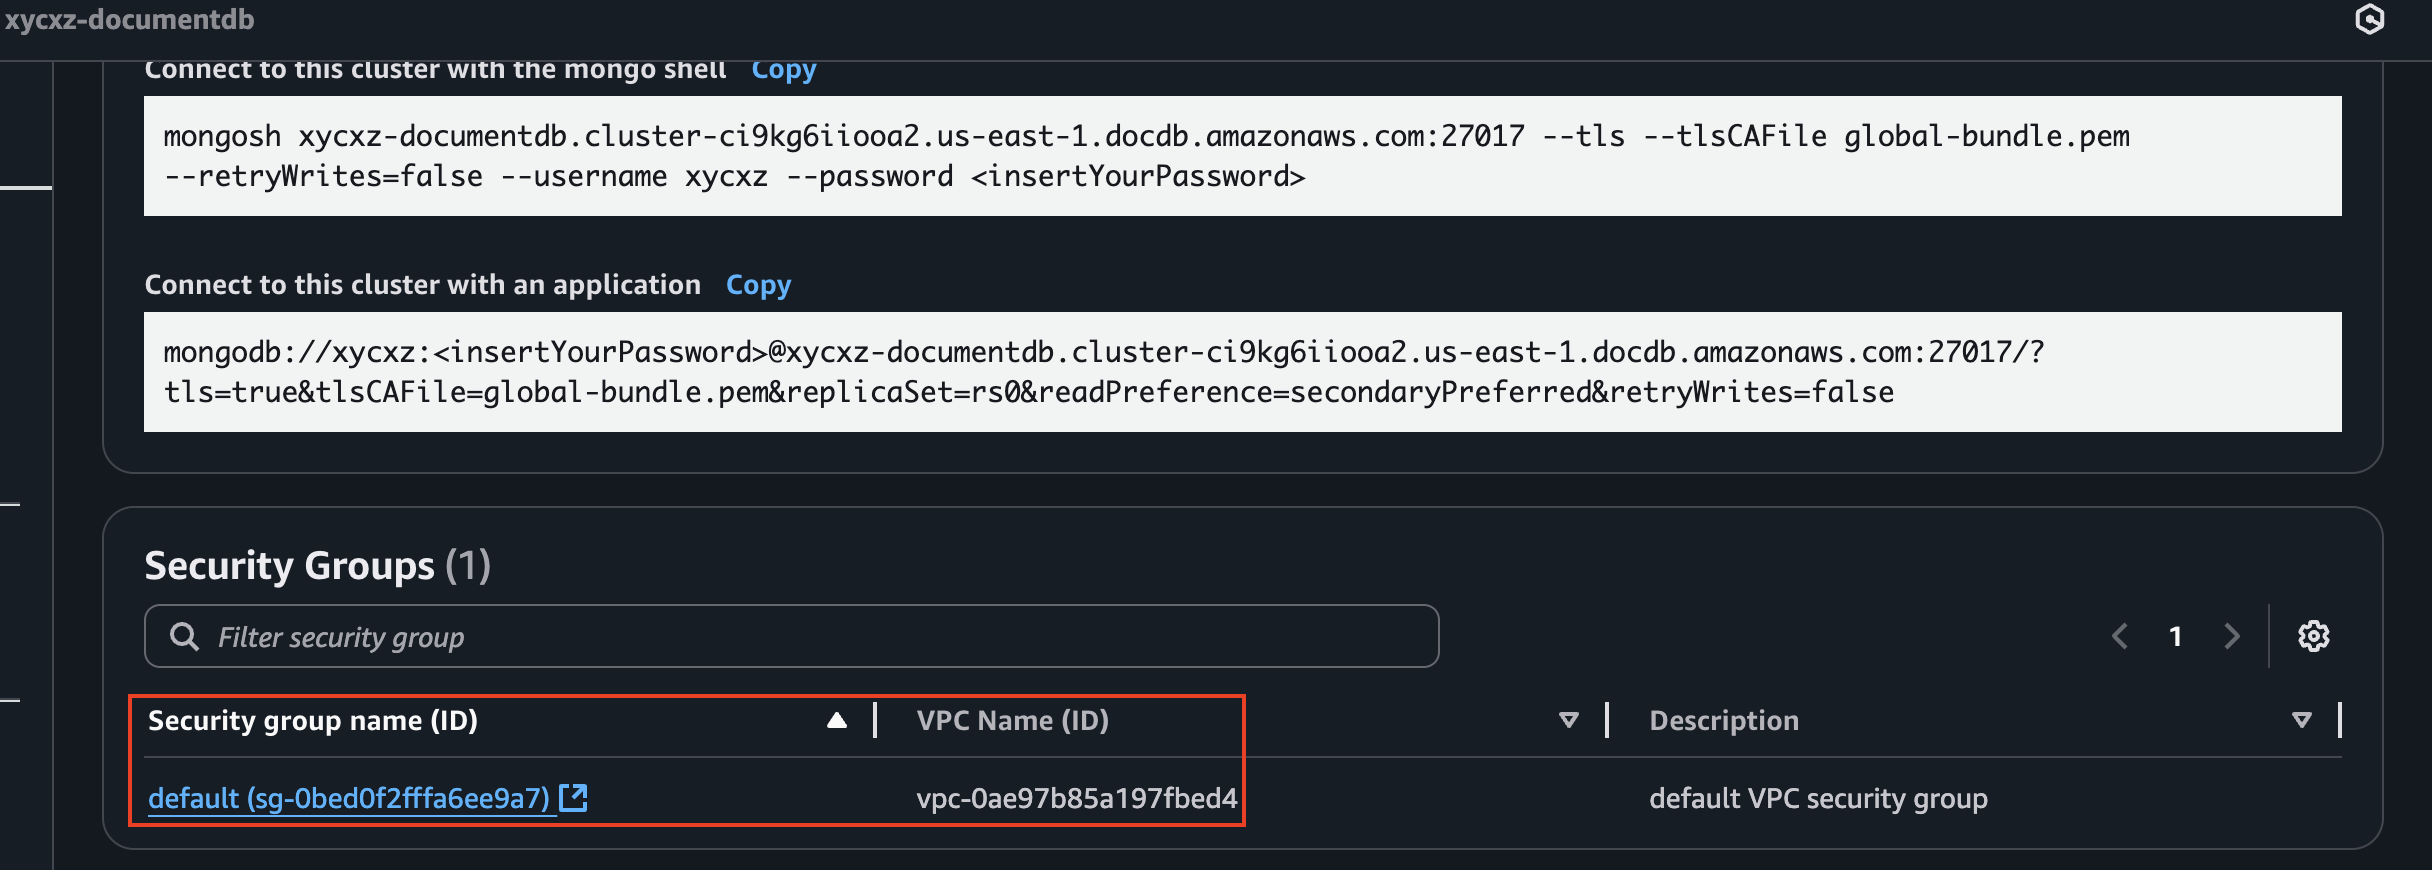 xycxz-documentdb
Connect to this cluster with the mongo shell Copy
mongosh xycxz-documentdb.cluster-ci9kg6iiooa2.us-east-1.docdb.amazonaws.com:27017 --tls --tlsCAFile global-bundle.pem
--retryWrites=false --username xycxz --password <insertYourPassword>
Connect to this cluster with an application Copy
mongodb://xycxz:<insertYourPassword>@xycxz-documentdb.cluster-ci9kg6iiooa2.us-east-1.docdb.amazonaws.com:27017/?
tls=true&tlsCAFile=global-bundle.pem&replicaSet=rs0&readPreference=secondaryPreferred&retryWrites=false
Security Groups (1)
Filter security group
1
Security group name (ID) VPC Name (ID) Description
default (sg-0bed0f2fffa6ee9a7) vpc-0ae97b85a197fbed4 default VPC security group